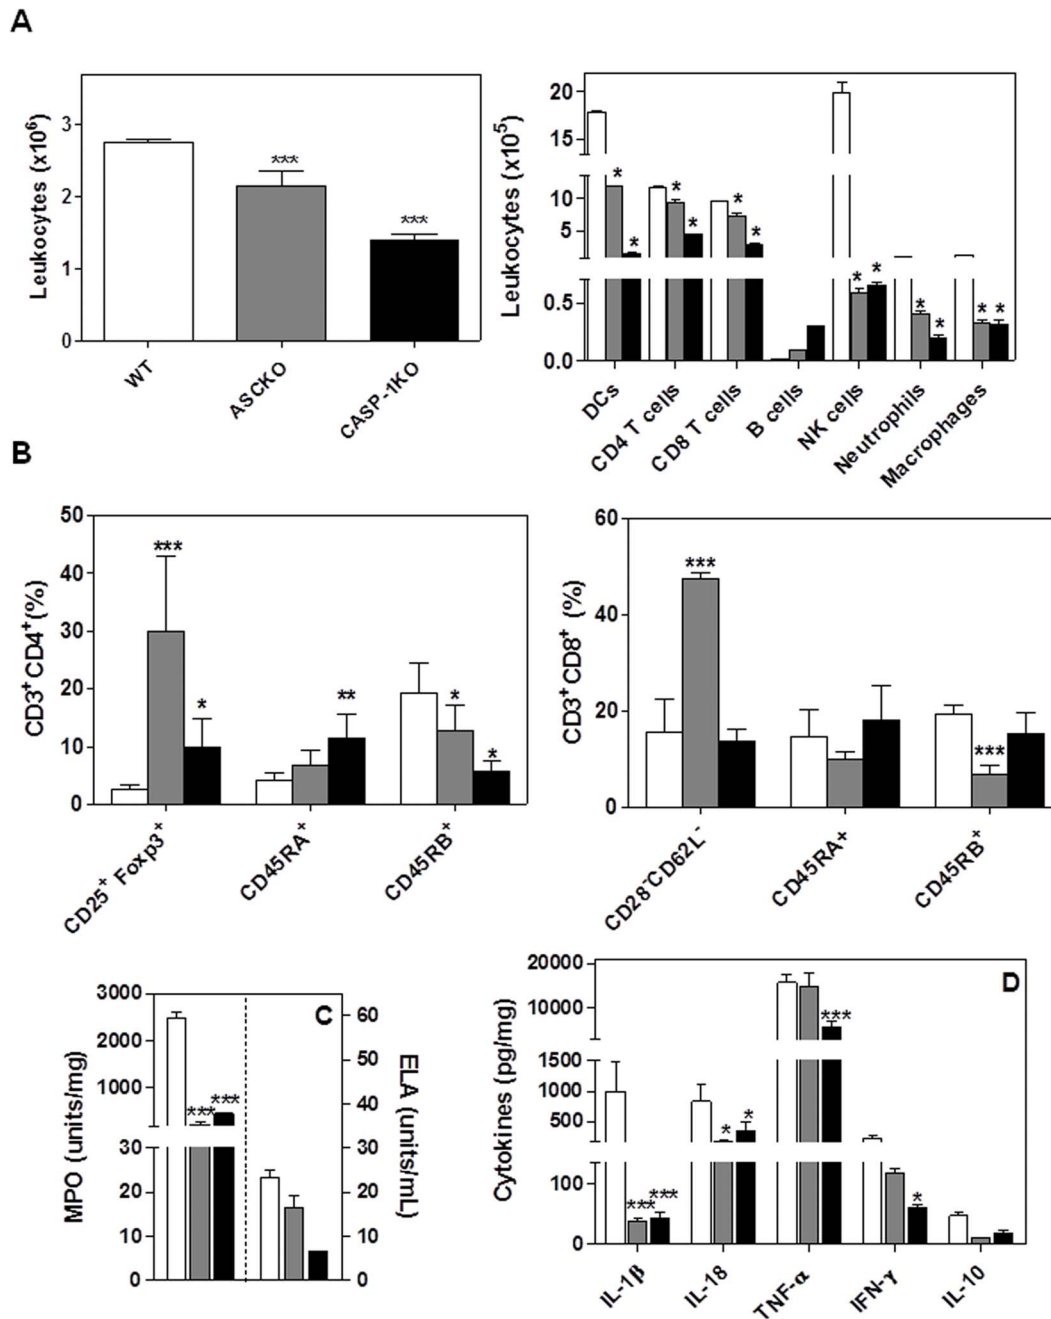 A
Leukocytes (x10⁶)
3
2
1
0
***
***
WT
ASCKO
CASP-1KO
Leukocytes (x10⁵)
20
15
10
5
0.5
0.0
*
*
*
*
*
*
*
*
*
*
*
*
DCs
CD4 T cells
CD8 T cells
B cells
NK cells
Neutrophils
Macrophages
B
CD3⁺CD4⁺(%)
50
40
30
20
10
0
***
*
**
*
*
CD25⁺ Foxp3⁺
CD45RA⁺
CD45RB⁺
CD3⁺CD8⁺ (%)
60
40
20
0
***
***
CD28⁻CD62L⁻
CD45RA+
CD45RB⁺
C
MPO (units/mg)
3000
2000
1000
30
20
10
0
***
***
ELA (units/mL)
60
50
40
30
20
10
0
D
Cytokines (pg/mg)
20000
10000
1500
1000
500
100
0
***
***
*
*
***
*
IL-1β
IL-18
TNF-α
IFN-γ
IL-10